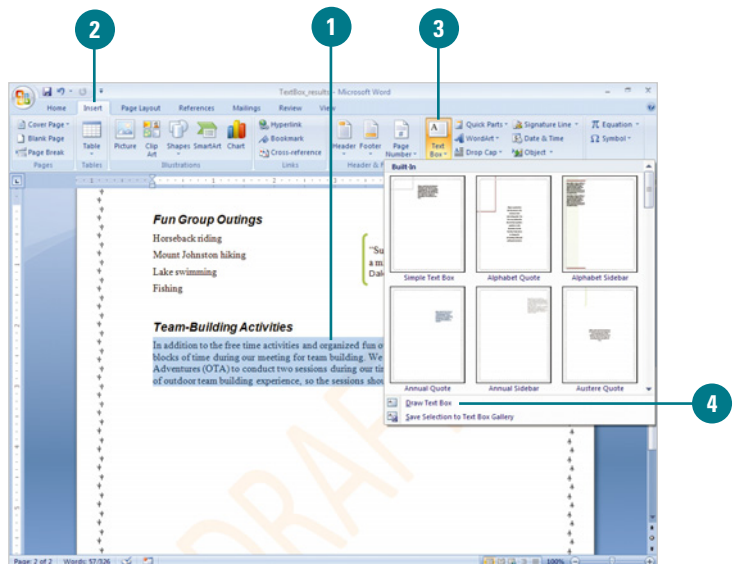 2
1
3
TextBox_results - Microsoft Word
Home Insert Page Layout References Mailings Review View
Cover Page
Blank Page
Page Break
Pages
Table
Tables
Picture Clip Art Shapes SmartArt Chart
Illustrations
Hyperlink
Bookmark
Cross-reference
Links
Header Footer Page Number
Header & F
A
Text Box
Quick Parts
WordArt
Drop Cap
Signature Line
Date & Time
Object
π Equation
Ω Symbol
Built-In
Simple Text Box Alphabet Quote Alphabet Sidebar
Annual Quote Annual Sidebar Austere Quote
Draw Text Box
Save Selection to Text Box Gallery
4
Fun Group Outings
Horseback riding
Mount Johnston hiking
Lake swimming
Fishing
"Su
a m
Dak
Team-Building Activities
In addition to the free time activities and organized fun o
blocks of time during our meeting for team building. We
Adventures (OTA) to conduct two sessions during our ti
of outdoor team building experience, so the sessions shou
DRAFT
Page: 2 of 2 Words: 57/326
100%